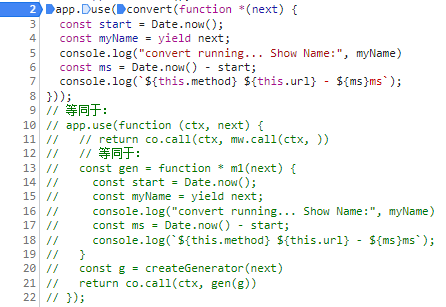 2 app.use(convert(function *(next) {
3 const start = Date.now();
4 const myName = yield next;
5 console.log("convert running... Show Name:", myName)
6 const ms = Date.now() - start;
7 console.log(`${this.method} ${this.url} - ${ms}ms`);
8 }));
9 // 等同于:
10 // app.use(function (ctx, next) {
11 // // return co.call(ctx, mw.call(ctx, ))
12 // // 等同于:
13 // const gen = function * m1(next) {
14 // const start = Date.now();
15 // const myName = yield next;
16 // console.log("convert running... Show Name:", myName)
17 // const ms = Date.now() - start;
18 // console.log(`${this.method} ${this.url} - ${ms}ms`);
19 // }
20 // const g = createGenerator(next)
21 // return co.call(ctx, gen(g))
22 // });